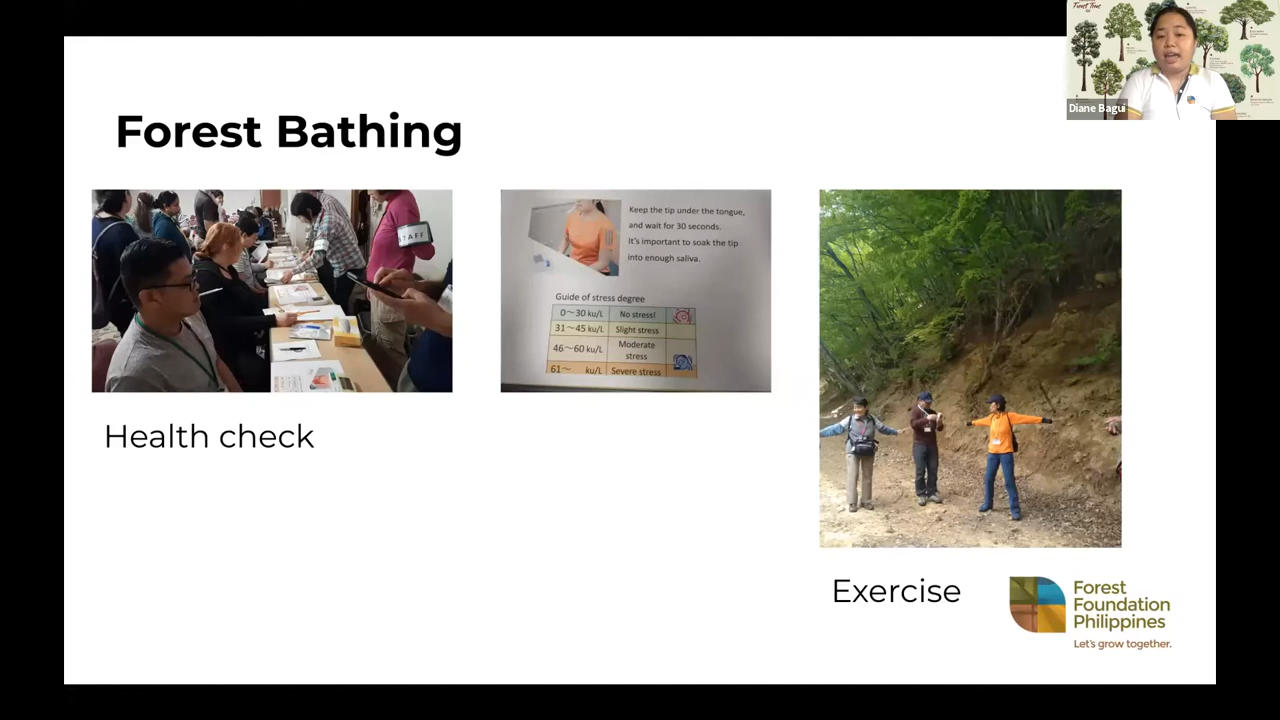 Forest Bathing
Diane Bagui
STAFF
Keep the tip under the tongue,
and wait for 30 seconds.
It's important to soak the tip
into enough saliva.
Guide of stress degree
0～30 ku/L No stress!
31～45 ku/L Slight stress
46～60 ku/L Moderate stress
61～ ku/L Severe stress
Health check
Exercise
Forest
Foundation
Philippines
Let's grow together.